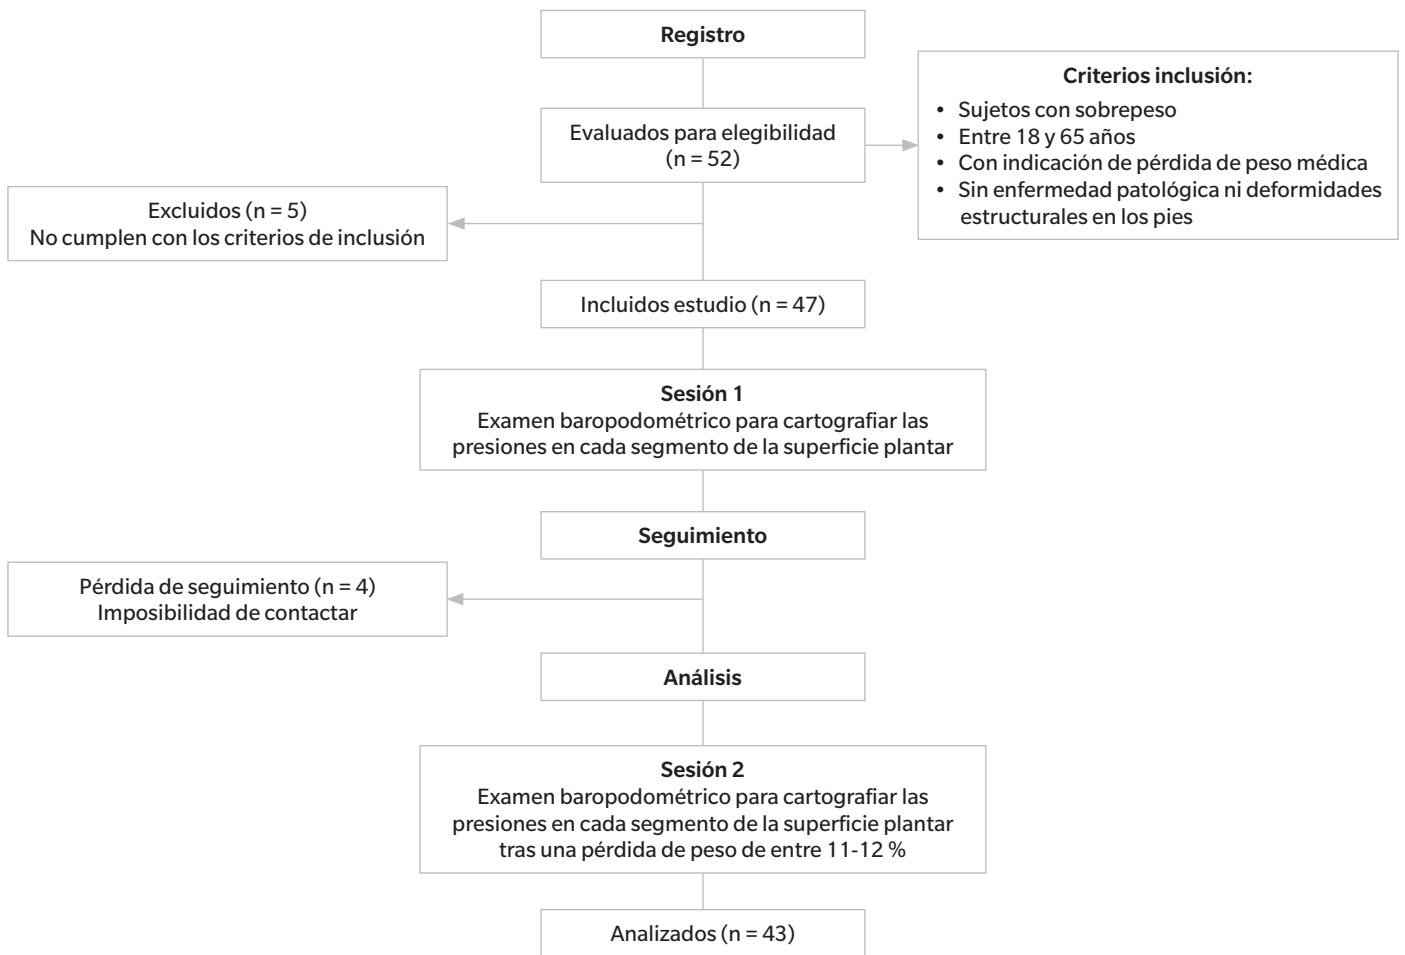 Registro
Evaluados para elegibilidad
(n = 52)
Criterios inclusión:
• Sujetos con sobrepeso
• Entre 18 y 65 años
• Con indicación de pérdida de peso médica
• Sin enfermedad patológica ni deformidades
estructurales en los pies
Excluidos (n = 5)
No cumplen con los criterios de inclusión
Incluidos estudio (n = 47)
Sesión 1
Examen baropodométrico para cartografiar las
presiones en cada segmento de la superficie plantar
Seguimiento
Pérdida de seguimiento (n = 4)
Imposibilidad de contactar
Análisis
Sesión 2
Examen baropodométrico para cartografiar las
presiones en cada segmento de la superficie plantar
tras una pérdida de peso de entre 11-12 %
Analizados (n = 43)